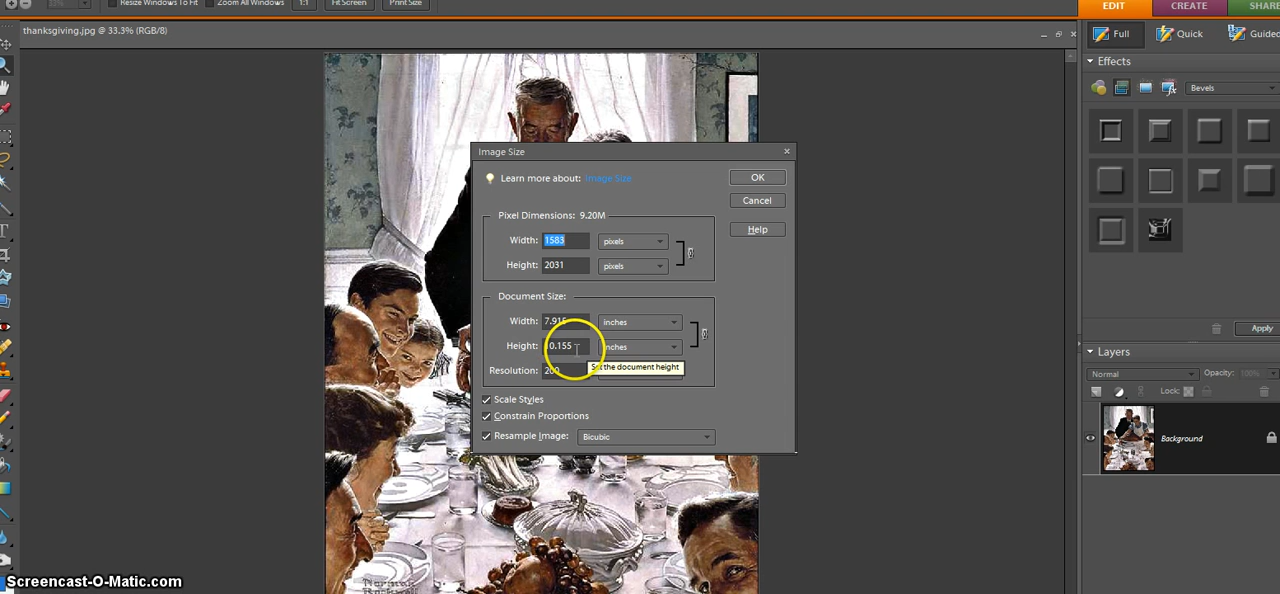 Resize Windows To Fit Zoom All Windows 1:1 Fit Screen Print Size
EDIT CREATE SHARE
thanksgiving.jpg @ 33.3% (RGB/8)
Full Quick Guided
Effects
Bevels
Image Size
Learn more about: Image Size
OK
Cancel
Help
Pixel Dimensions: 9.20M
Width: 1583 pixels
Height: 2031 pixels
Document Size:
Width: 7.915 inches
Height: 10.155 inches
Resolution: 200
Set the document height
Scale Styles
Constrain Proportions
Resample Image: Bicubic
Apply
Layers
Normal Opacity: 100%
Lock:
Background
Norman
Rockwell
Screencast-O-Matic.com